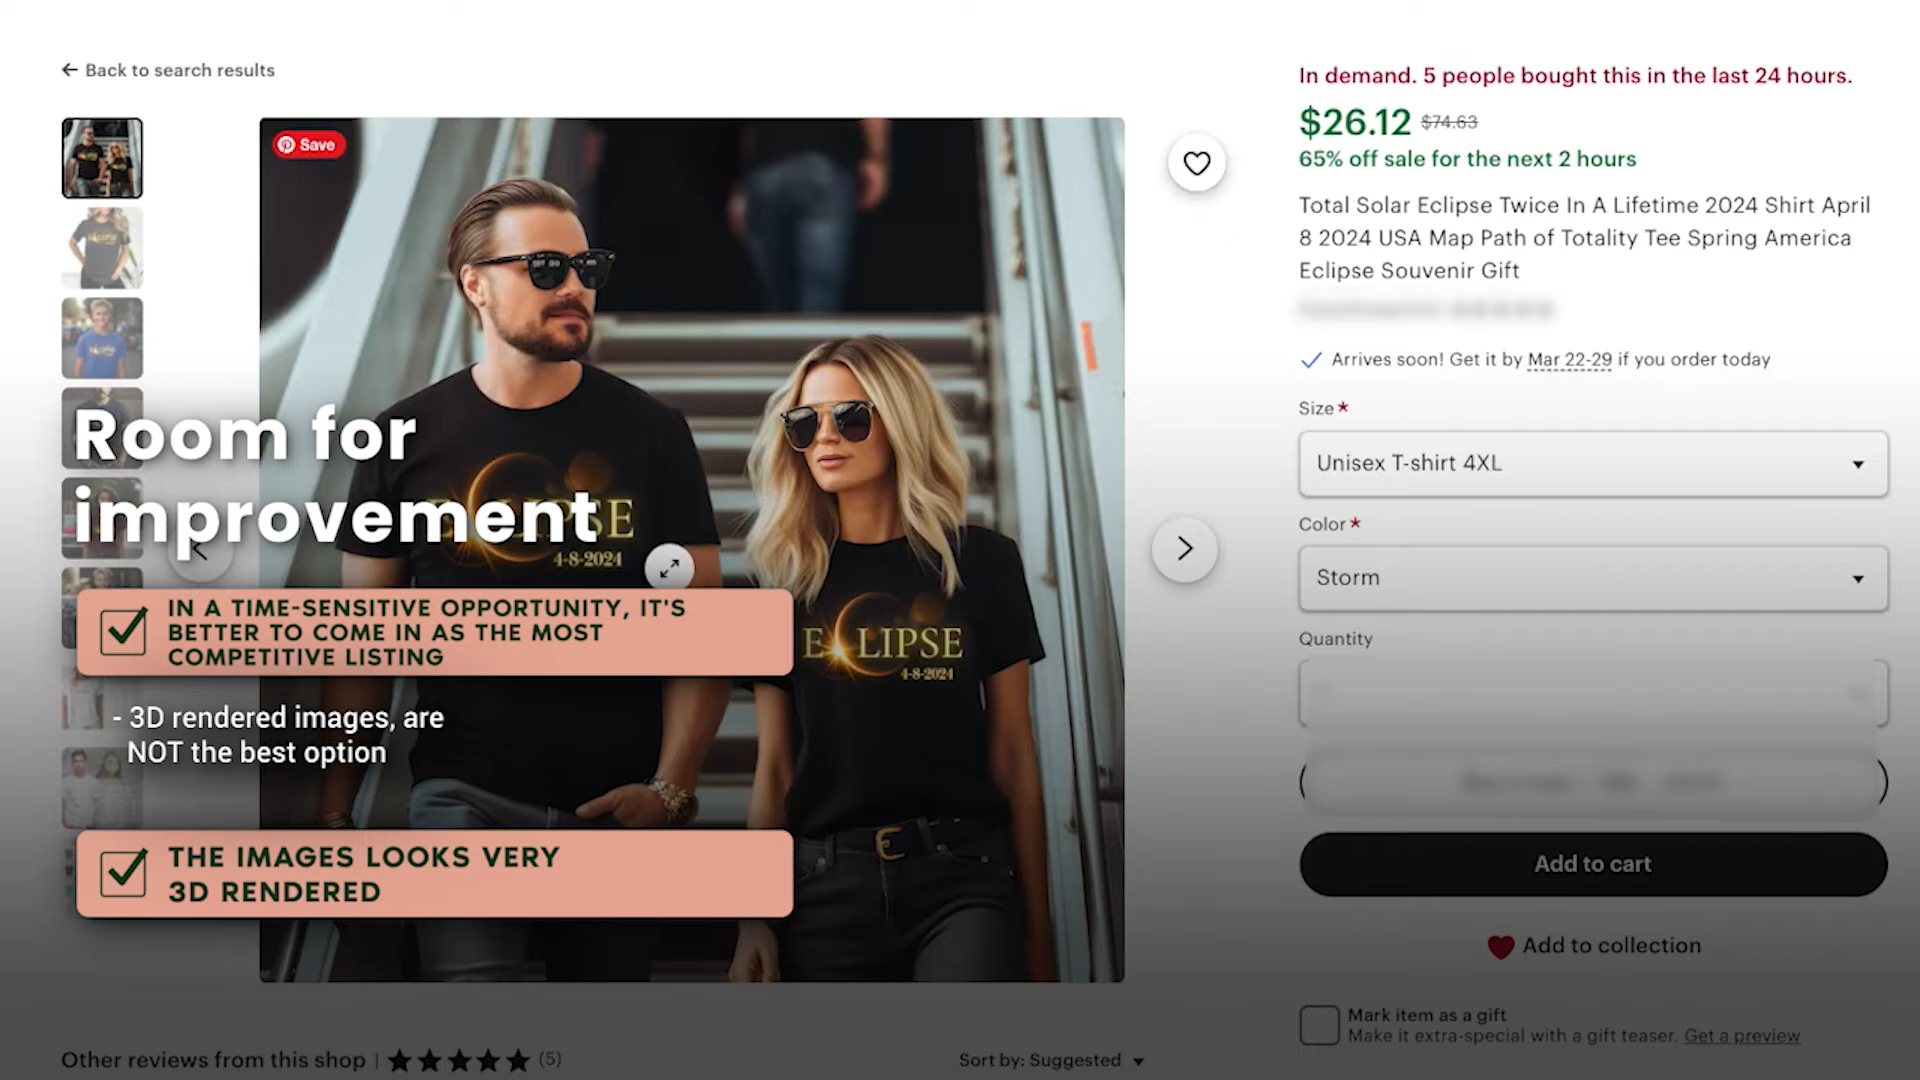 ← Back to search results
Save
Room for
improvement
SE
4-8-2024
ECLIPSE
4-8-2024
IN A TIME-SENSITIVE OPPORTUNITY, IT'S
BETTER TO COME IN AS THE MOST
COMPETITIVE LISTING
- 3D rendered images, are
NOT the best option
THE IMAGES LOOKS VERY
3D RENDERED
Other reviews from this shop | ★★★★★ (5)
Sort by: Suggested
In demand. 5 people bought this in the last 24 hours.
$26.12 $74.63
65% off sale for the next 2 hours
Total Solar Eclipse Twice In A Lifetime 2024 Shirt April
8 2024 USA Map Path of Totality Tee Spring America
Eclipse Souvenir Gift
Arrives soon! Get it by Mar 22-29 if you order today
Size*
Unisex T-shirt 4XL
Color*
Storm
Quantity
Add to cart
Add to collection
Mark item as a gift
Make it extra-special with a gift teaser. Get a preview